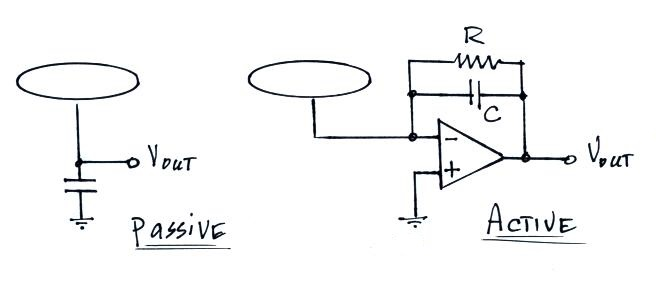 R
C
-
+
VOUT
VOUT
PASSIVE
ACTIVE